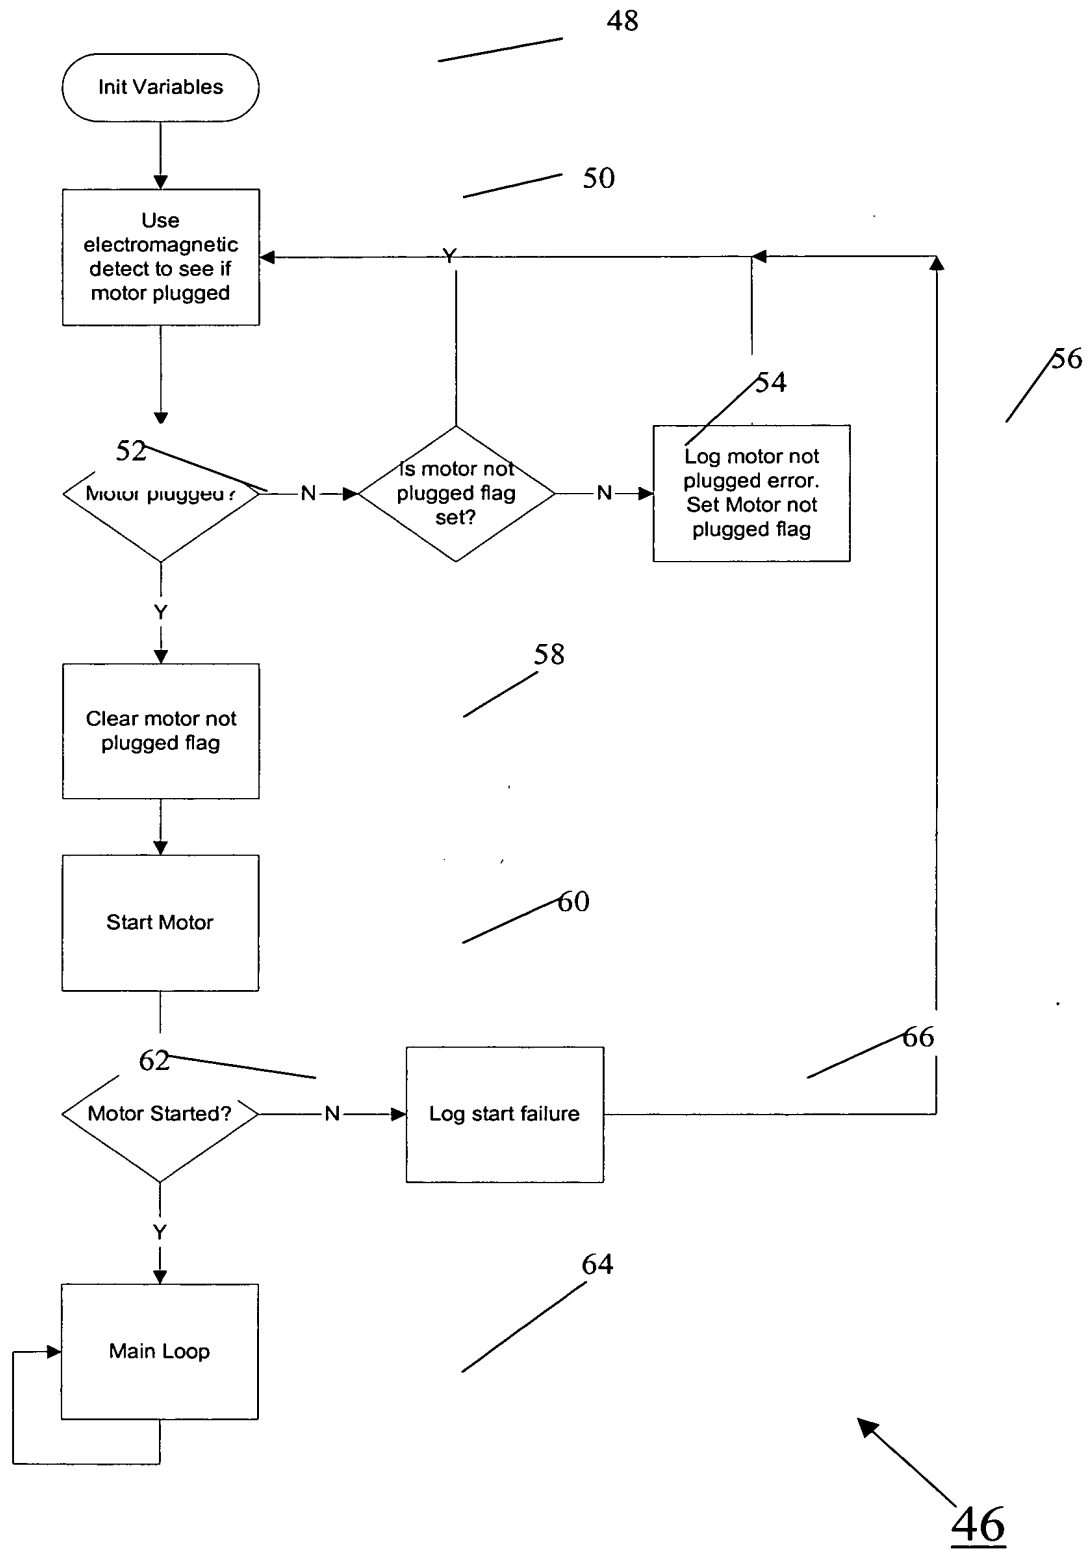 48
Init Variables
50
Use
electromagnetic
detect to see if
motor plugged
Y
56
54
52
Motor plugged?
N
Is motor not
plugged flag
set?
N
Log motor not
plugged error.
Set Motor not
plugged flag
Y
58
Clear motor not
plugged flag
60
Start Motor
66
62
Motor Started?
N
Log start failure
Y
64
Main Loop
46